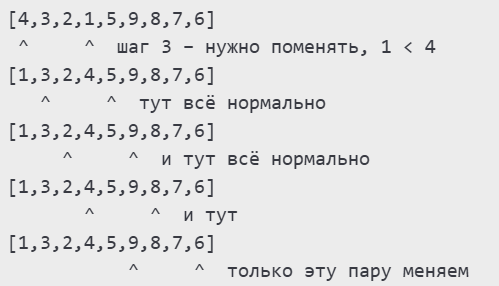 [4,3,2,1,5,9,8,7,6]
 ^     ^  шаг 3 – нужно поменять, 1 < 4
[1,3,2,4,5,9,8,7,6]
   ^     ^  тут всё нормально
[1,3,2,4,5,9,8,7,6]
     ^     ^  и тут всё нормально
[1,3,2,4,5,9,8,7,6]
       ^     ^  и тут
[1,3,2,4,5,9,8,7,6]
           ^     ^  только эту пару меняем